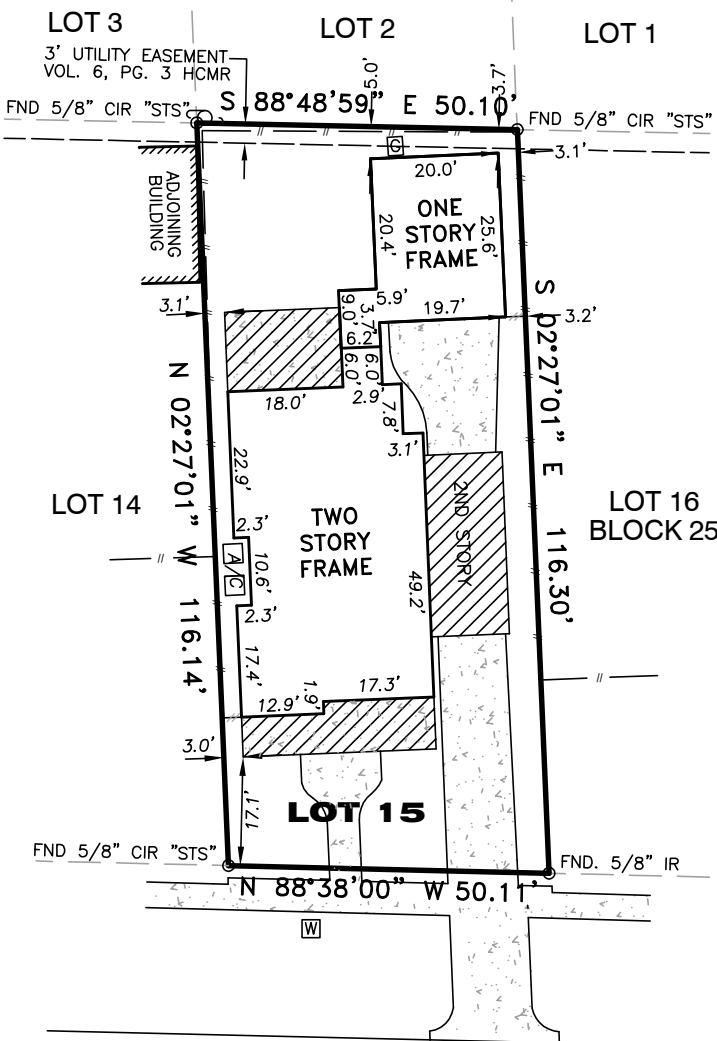 LOT 3
LOT 2
LOT 1
3' UTILITY EASEMENT
VOL. 6, PG. 3 HCMR
5.0'
3.7'
FND 5/8" CIR "STS"
S 88°48'59" E 50.10'
FND 5/8" CIR "STS"
G
3.1'
20.0'
ADJOINING
BUILDING
ONE
STORY
FRAME
20.4'
25.6'
3.1'
9.0'
5.9'
3.7'
19.7'
3.2'
6.2'
6.0'
6.0'
S 02°27'01" E 116.30'
18.0'
2.9'
7.8'
3.1'
N 02°27'01" W 116.14'
22.9'
LOT 14
2ND STORY
LOT 16
BLOCK 25
TWO
STORY
FRAME
2.3'
A/C
10.6'
49.2'
2.3'
17.4'
17.3'
1.9'
12.9'
3.0'
17.1'
LOT 15
FND 5/8" CIR "STS"
FND. 5/8" IR
N 88°38'00" W 50.11'
W